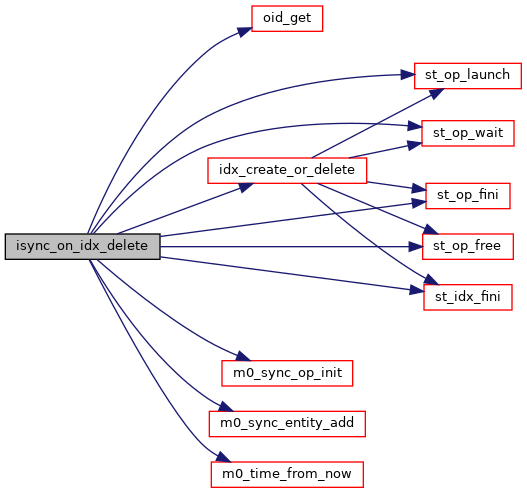 oid_get
st_op_launch
st_op_wait
idx_create_or_delete
st_op_fini
isync_on_idx_delete
st_op_free
st_idx_fini
m0_sync_op_init
m0_sync_entity_add
m0_time_from_now